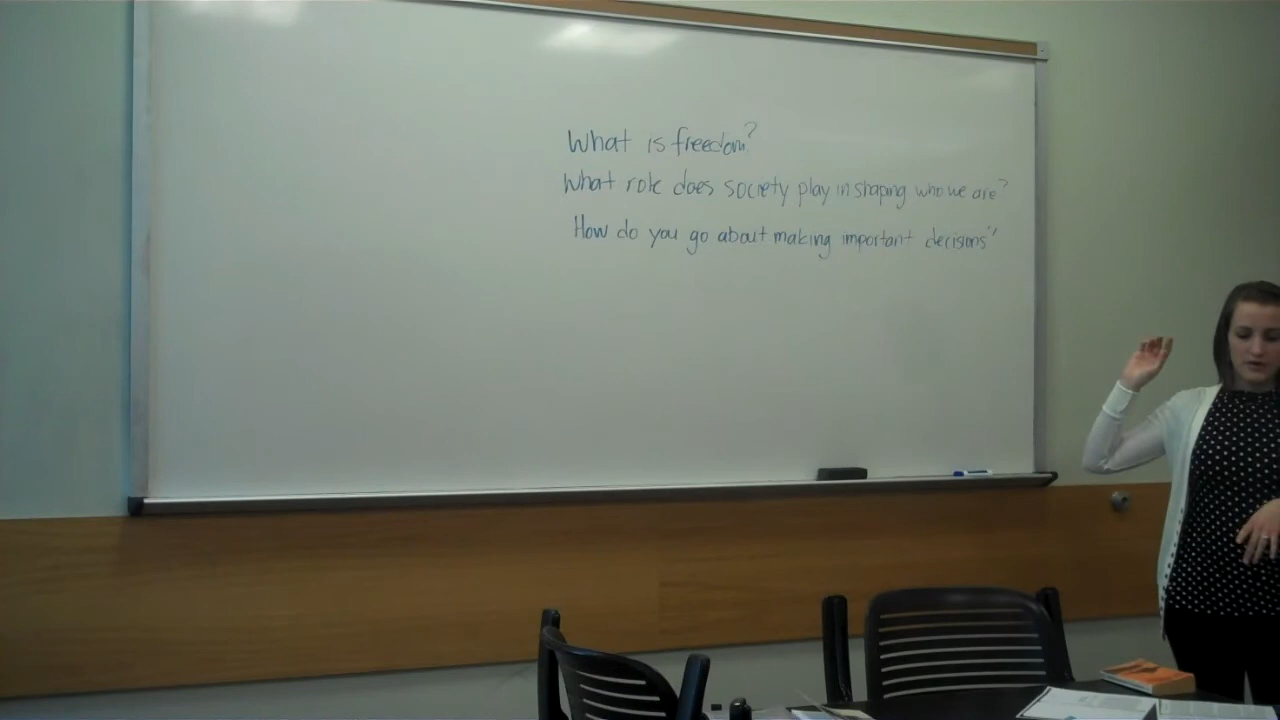 What is freedom?
What role does society play in shaping who we are?
How do you go about making important decisions?